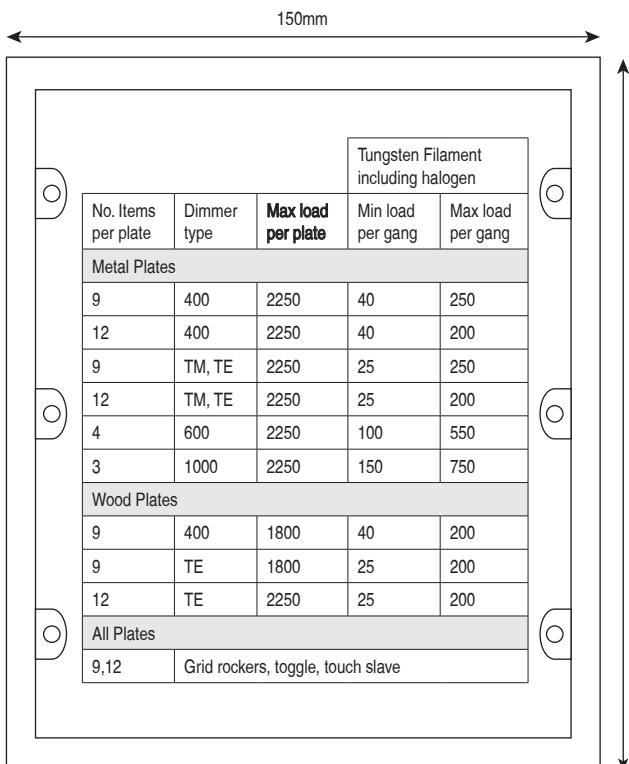 150mm
Tungsten Filament
including halogen
No. Items per plate Dimmer type Max load per plate Min load per gang Max load per gang
Metal Plates
9 400 2250 40 250
12 400 2250 40 200
9 TM, TE 2250 25 250
12 TM, TE 2250 25 200
4 600 2250 100 550
3 1000 2250 150 750
Wood Plates
9 400 1800 40 200
9 TE 1800 25 200
12 TE 2250 25 200
All Plates
9,12 Grid rockers, toggle, touch slave